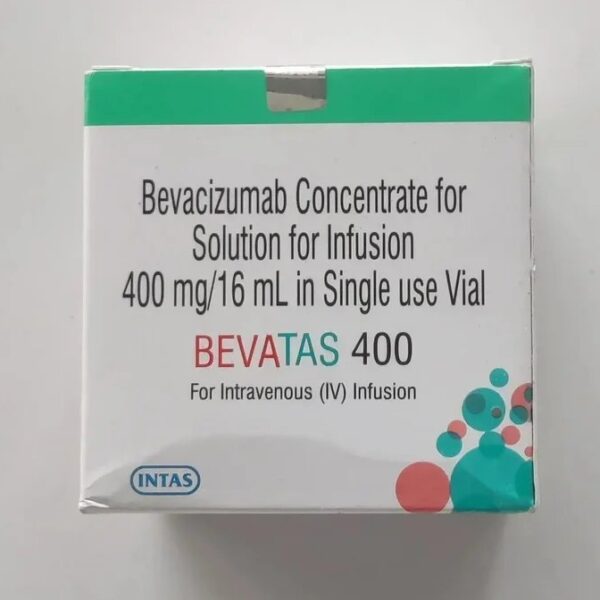 Bevacizumab Concentrate for
Solution for Infusion
400 mg/16 mL in Single use Vial
BEVATAS 400
For Intravenous (IV) Infusion
INTAS